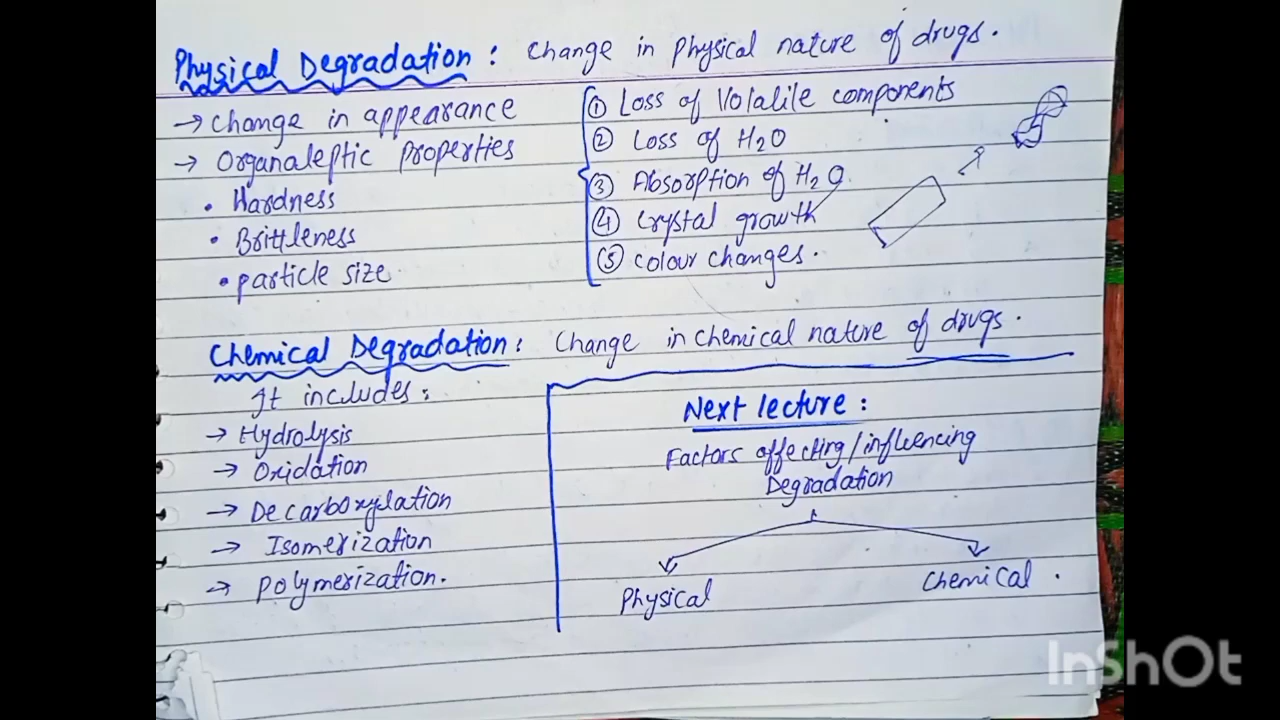 Physical Degradation : Change in Physical nature of drugs.
→ Change in appearance
→ Organaleptic Properties
• Hardness
• Brittleness
• particle size
① Loss of Volatile components
② Loss of H2O
③ Absorption of H2O
④ Crystal growth
⑤ Colour changes.
Chemical Degradation : Change in chemical nature of drugs.
It includes :
→ Hydrolysis
→ Oxidation
→ Decarboxylation
→ Isomerization
→ Polymerization.
Next lecture :
Factors affecting/influencing
Degradation
Physical
Chemical .
InShOt